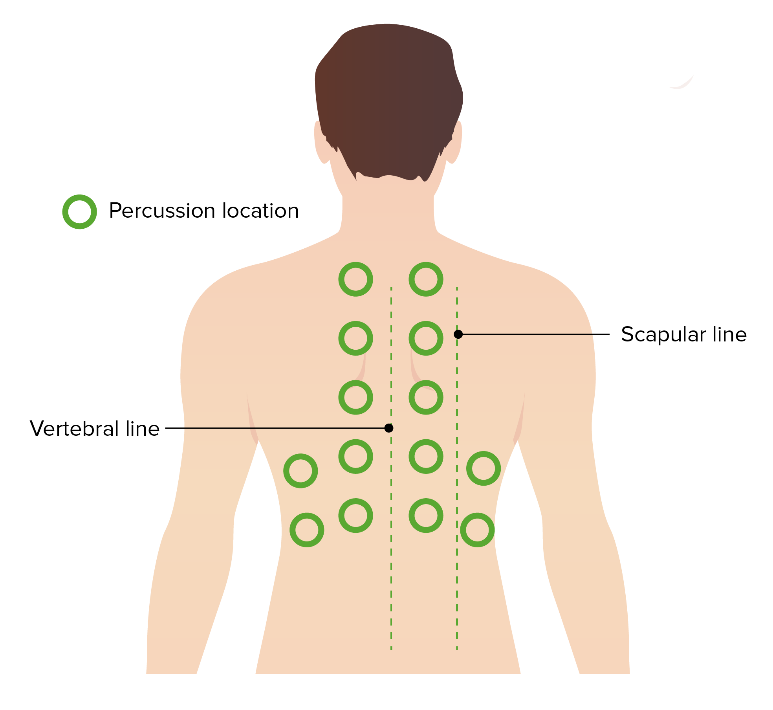 Percussion location
Scapular line
Vertebral line